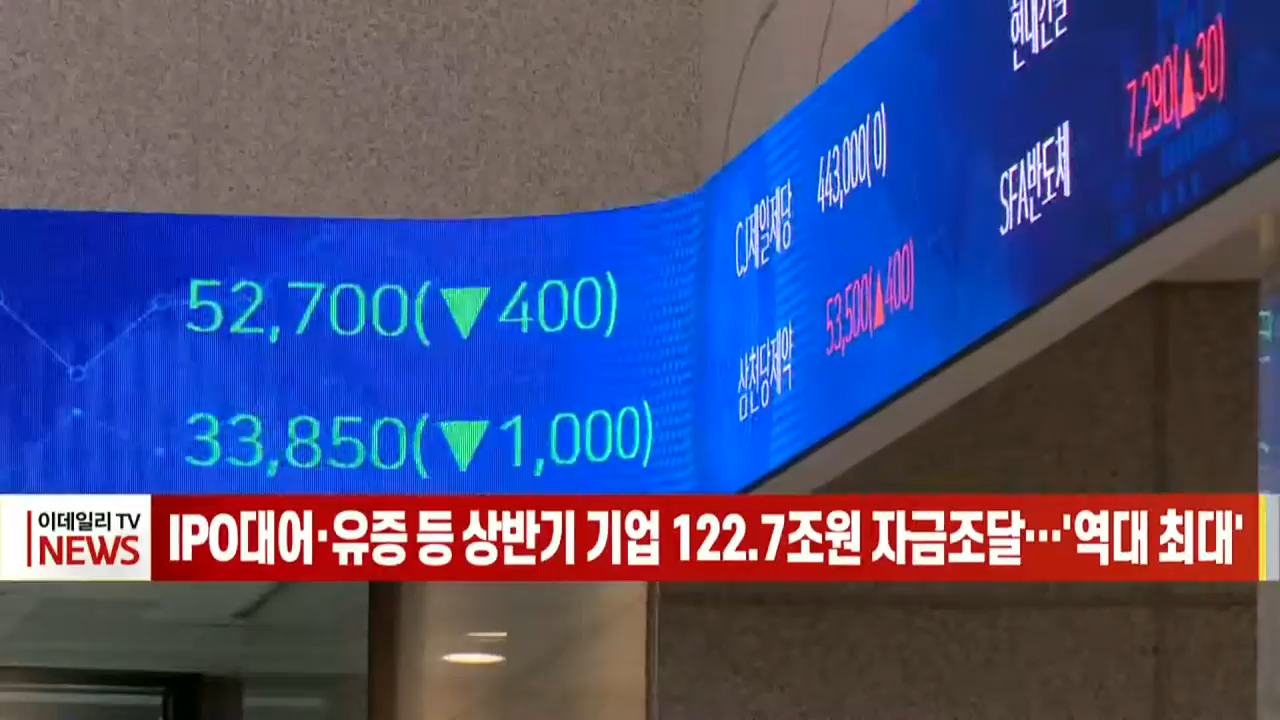 현대건설
7,290(▲30)
SFA반도체
CJ제일제당 443,000( 0)
삼천당제약 53,500(▲400)
52,700(▼400)
33,850(▼1,000)
이데일리 TV
NEWS
IPO대어·유증 등 상반기 기업 122.7조원 자금조달…'역대 최대'